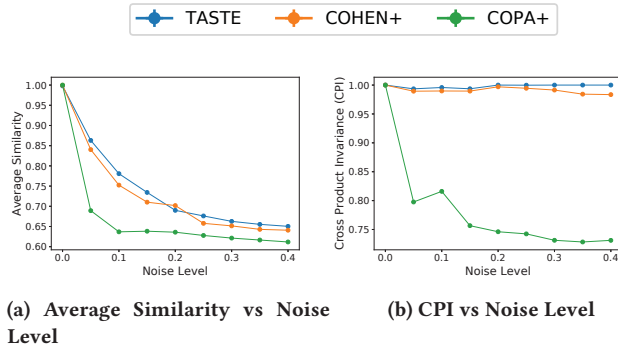 TASTE COHEN+ COPA+
1.00
0.95
0.90
0.85
0.80
0.75
0.70
0.65
0.60
Average Similarity
0.0 0.1 0.2 0.3 0.4
Noise Level
1.00
0.95
0.90
0.85
0.80
0.75
Cross Product Invariance (CPI)
0.0 0.1 0.2 0.3 0.4
Noise Level
(a) Average Similarity vs Noise
Level
(b) CPI vs Noise Level